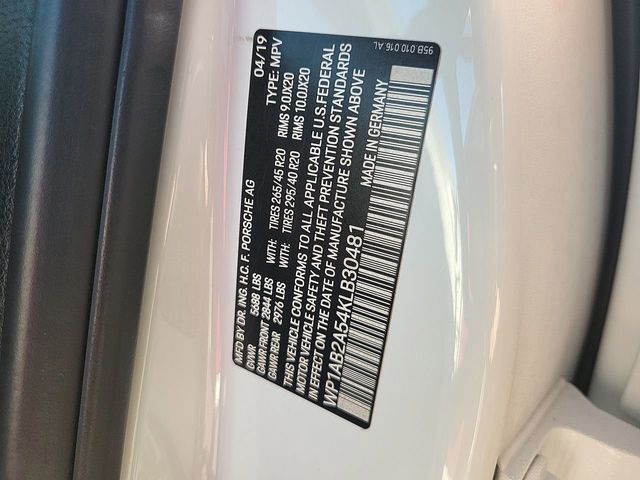 95B.010.016.AL
MFD BY DR. ING. H.C. F. PORSCHE AG 04/19
GVWR 5688 LBS TYPE: MPV
GAWR FRONT 2844 LBS WITH: TIRES 265/45 R20 RIMS 9.0JX20
GAWR REAR 2976 LBS WITH: TIRES 295/40 R20 RIMS 10.0JX20
THIS VEHICLE CONFORMS TO ALL APPLICABLE U.S. FEDERAL
MOTOR VEHICLE SAFETY AND THEFT PREVENTION STANDARDS
IN EFFECT ON THE DATE OF MANUFACTURE SHOWN ABOVE
WP1AB2A54KLB30481 MADE IN GERMANY